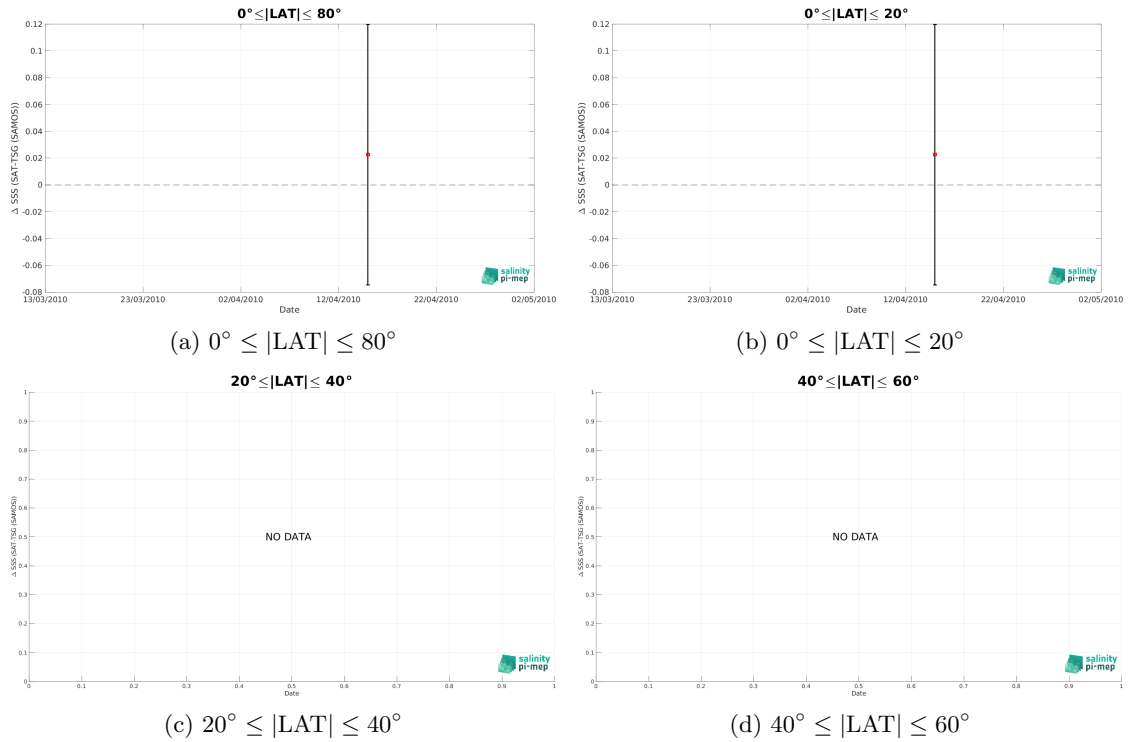 0°≤|LAT|≤ 80°
0.12
0.1
0.08
0.06
0.04
0.02
0
-0.02
-0.04
-0.06
-0.08
Δ SSS (SAT-TSG (SAMOS))
13/03/2010 23/03/2010 02/04/2010 12/04/2010 22/04/2010 02/05/2010
Date
salinity
pi-mep
(a) 0° ≤ |LAT| ≤ 80°
0°≤|LAT|≤ 20°
0.12
0.1
0.08
0.06
0.04
0.02
0
-0.02
-0.04
-0.06
-0.08
Δ SSS (SAT-TSG (SAMOS))
13/03/2010 23/03/2010 02/04/2010 12/04/2010 22/04/2010 02/05/2010
Date
salinity
pi-mep
(b) 0° ≤ |LAT| ≤ 20°
20°≤|LAT|≤ 40°
1
0.9
0.8
0.7
0.6
0.5
0.4
0.3
0.2
0.1
0
Δ SSS (SAT-TSG (SAMOS))
NO DATA
0 0.1 0.2 0.3 0.4 0.5 0.6 0.7 0.8 0.9 1
Date
salinity
pi-mep
(c) 20° ≤ |LAT| ≤ 40°
40°≤|LAT|≤ 60°
1
0.9
0.8
0.7
0.6
0.5
0.4
0.3
0.2
0.1
0
Δ SSS (SAT-TSG (SAMOS))
NO DATA
0 0.1 0.2 0.3 0.4 0.5 0.6 0.7 0.8 0.9 1
Date
salinity
pi-mep
(d) 40° ≤ |LAT| ≤ 60°